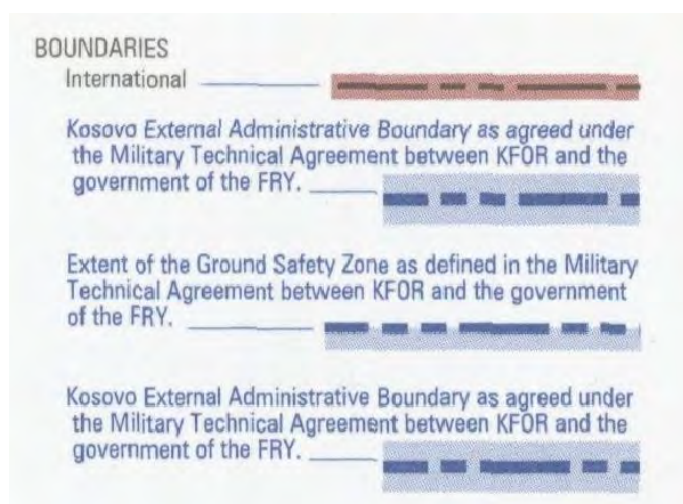 BOUNDARIES
International
Kosovo External Administrative Boundary as agreed under
the Military Technical Agreement between KFOR and the
government of the FRY.
Extent of the Ground Safety Zone as defined in the Military
Technical Agreement between KFOR and the government
of the FRY.
Kosovo External Administrative Boundary as agreed under
the Military Technical Agreement between KFOR and the
government of the FRY.